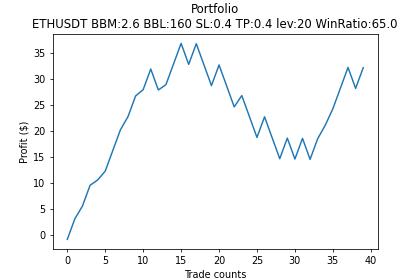 Portfolio
ETHUSDT BBM:2.6 BBL:160 SL:0.4 TP:0.4 lev:20 WinRatio:65.0
35
30
25
20
15
10
5
0
Profit ($)
0 5 10 15 20 25 30 35 40
Trade counts